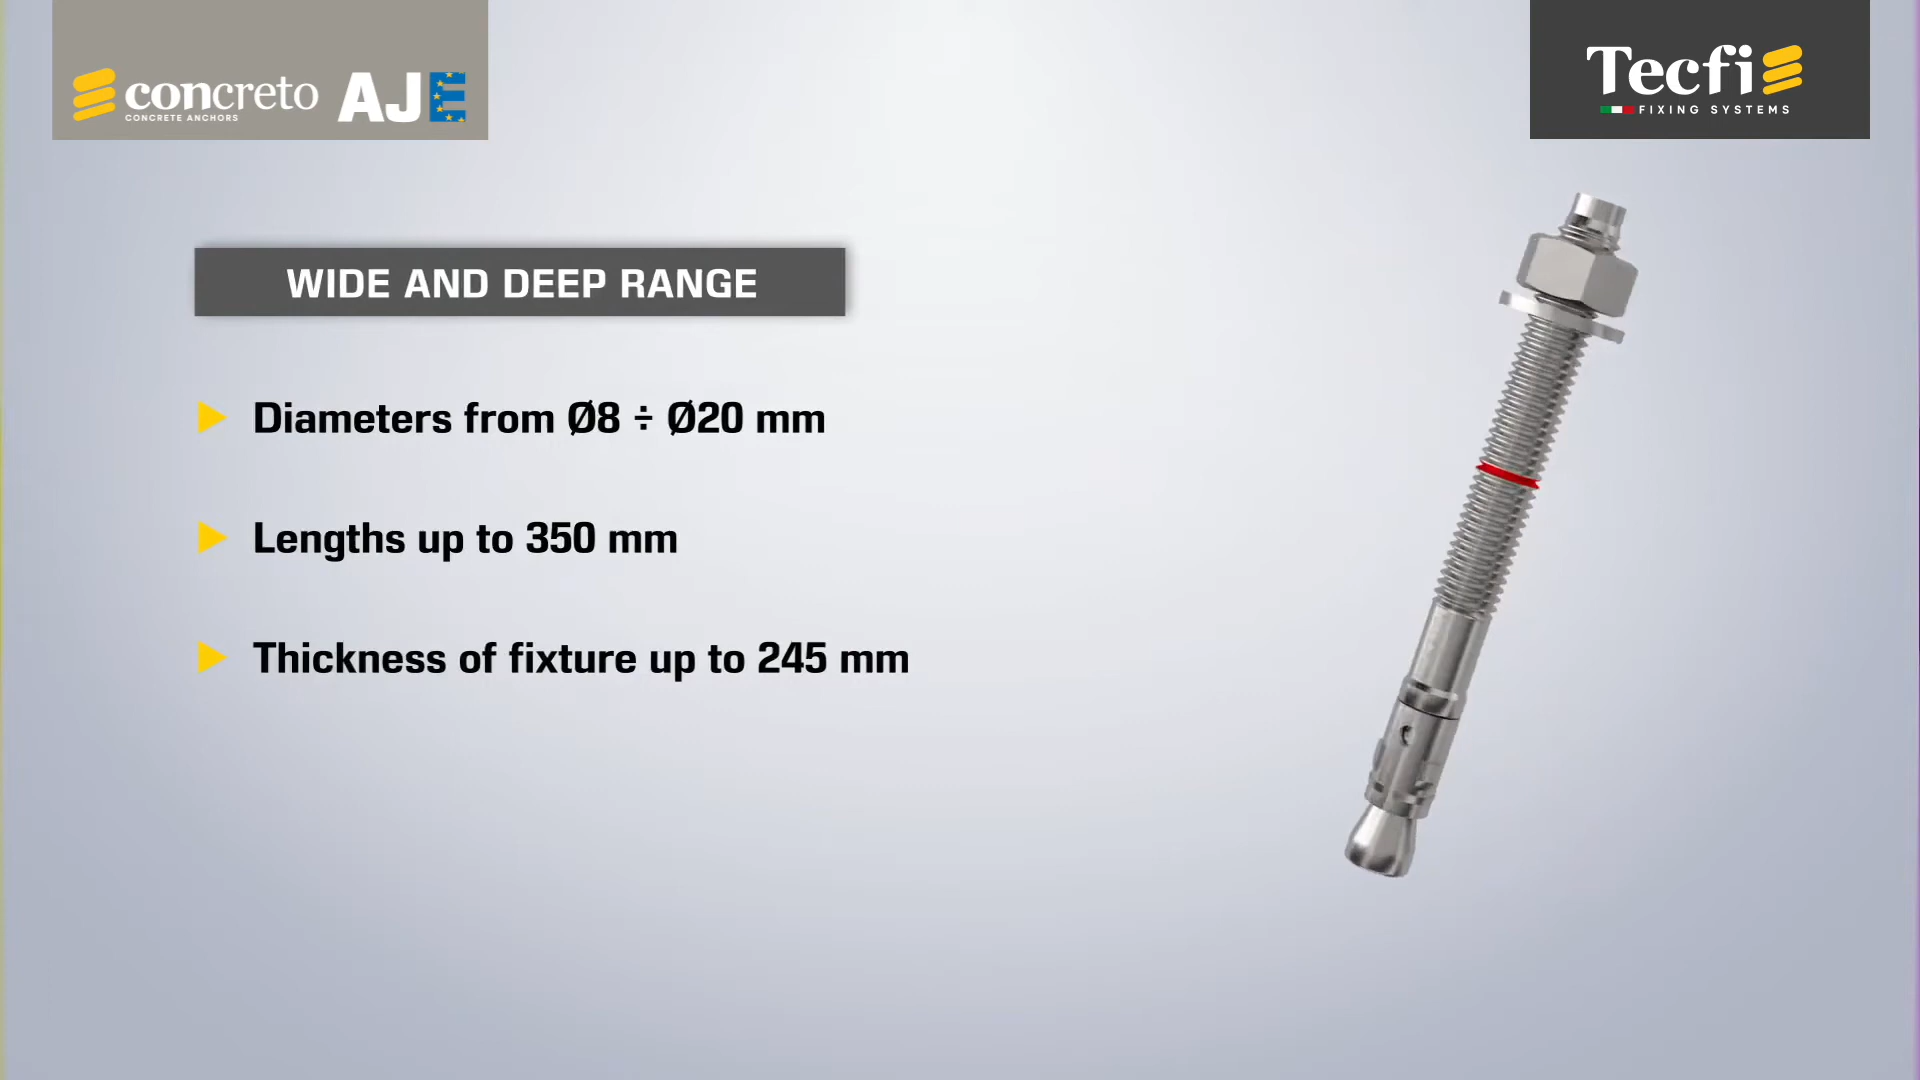 concreto AJE
CONCRETE ANCHORS
Tecfi
FIXING SYSTEMS
WIDE AND DEEP RANGE
Diameters from Ø8 ÷ Ø20 mm
Lengths up to 350 mm
Thickness of fixture up to 245 mm